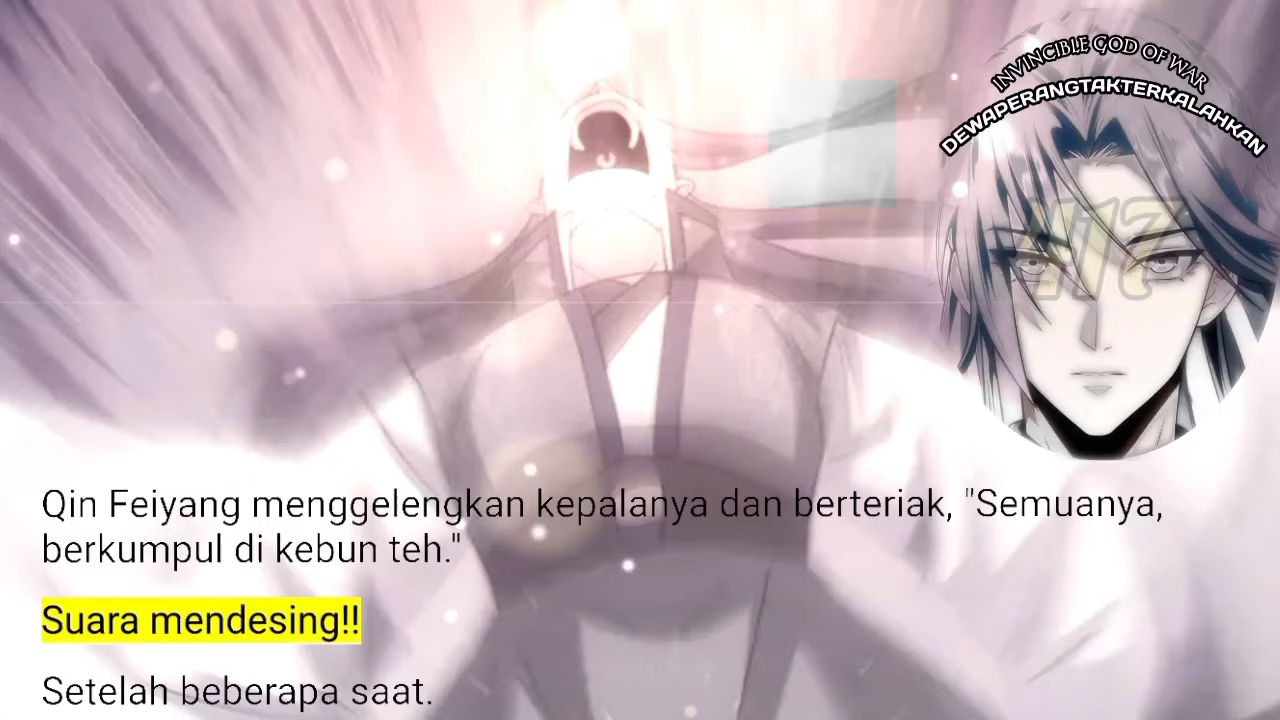 INVINCIBLE GOD OF WAR
DEWAPERANGTAKTERKALAHKAN
417
Qin Feiyang menggelengkan kepalanya dan berteriak, "Semuanya,
berkumpul di kebun teh."
Suara mendesing!!
Setelah beberapa saat.